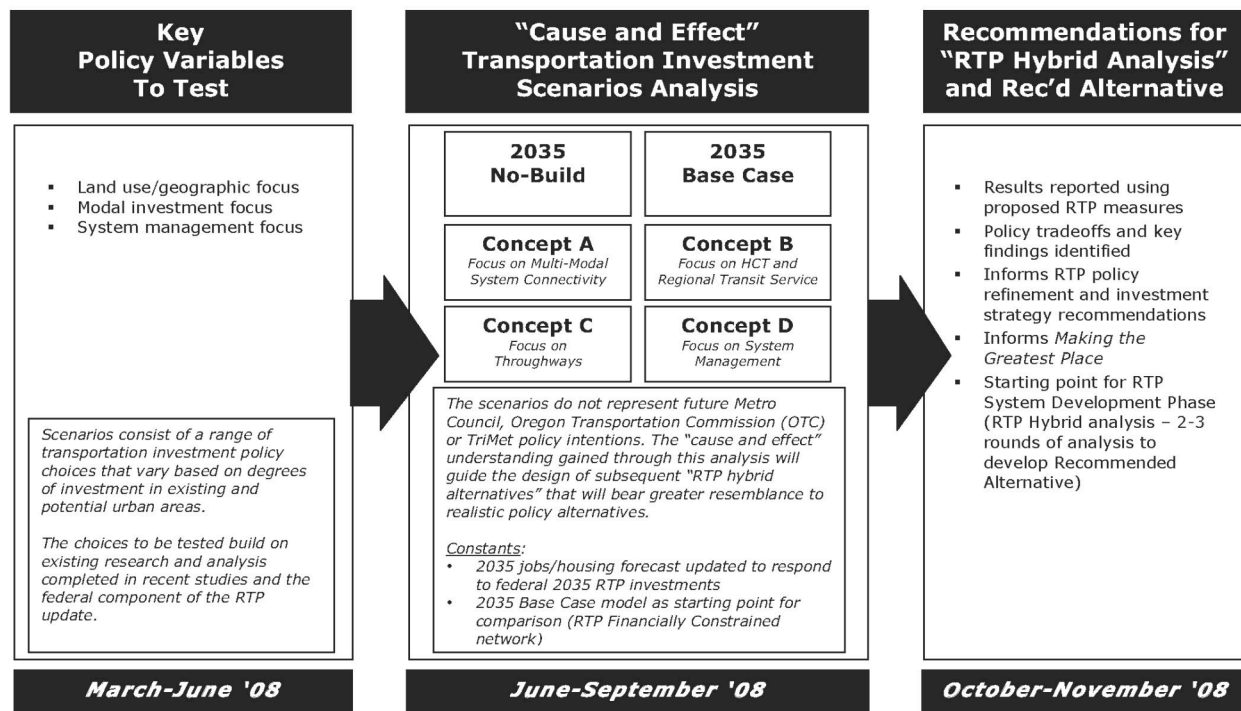 Key
Policy Variables
To Test
▪ Land use/geographic focus
▪ Modal investment focus
▪ System management focus
Scenarios consist of a range of
transportation investment policy
choices that vary based on degrees
of investment in existing and
potential urban areas.
The choices to be tested build on
existing research and analysis
completed in recent studies and the
federal component of the RTP
update.
March-June '08
“Cause and Effect”
Transportation Investment
Scenarios Analysis
2035
No-Build
2035
Base Case
Concept A
Focus on Multi-Modal
System Connectivity
Concept B
Focus on HCT and
Regional Transit Service
Concept C
Focus on
Throughways
Concept D
Focus on System
Management
The scenarios do not represent future Metro
Council, Oregon Transportation Commission (OTC)
or TriMet policy intentions. The “cause and effect”
understanding gained through this analysis will
guide the design of subsequent “RTP hybrid
alternatives” that will bear greater resemblance to
realistic policy alternatives.
Constants:
• 2035 jobs/housing forecast updated to respond
to federal 2035 RTP investments
• 2035 Base Case model as starting point for
comparison (RTP Financially Constrained
network)
June-September '08
Recommendations for
“RTP Hybrid Analysis”
and Rec’d Alternative
▪ Results reported using
proposed RTP measures
▪ Policy tradeoffs and key
findings identified
▪ Informs RTP policy
refinement and investment
strategy recommendations
▪ Informs Making the
Greatest Place
▪ Starting point for RTP
System Development Phase
(RTP Hybrid analysis – 2-3
rounds of analysis to
develop Recommended
Alternative)
October-November '08